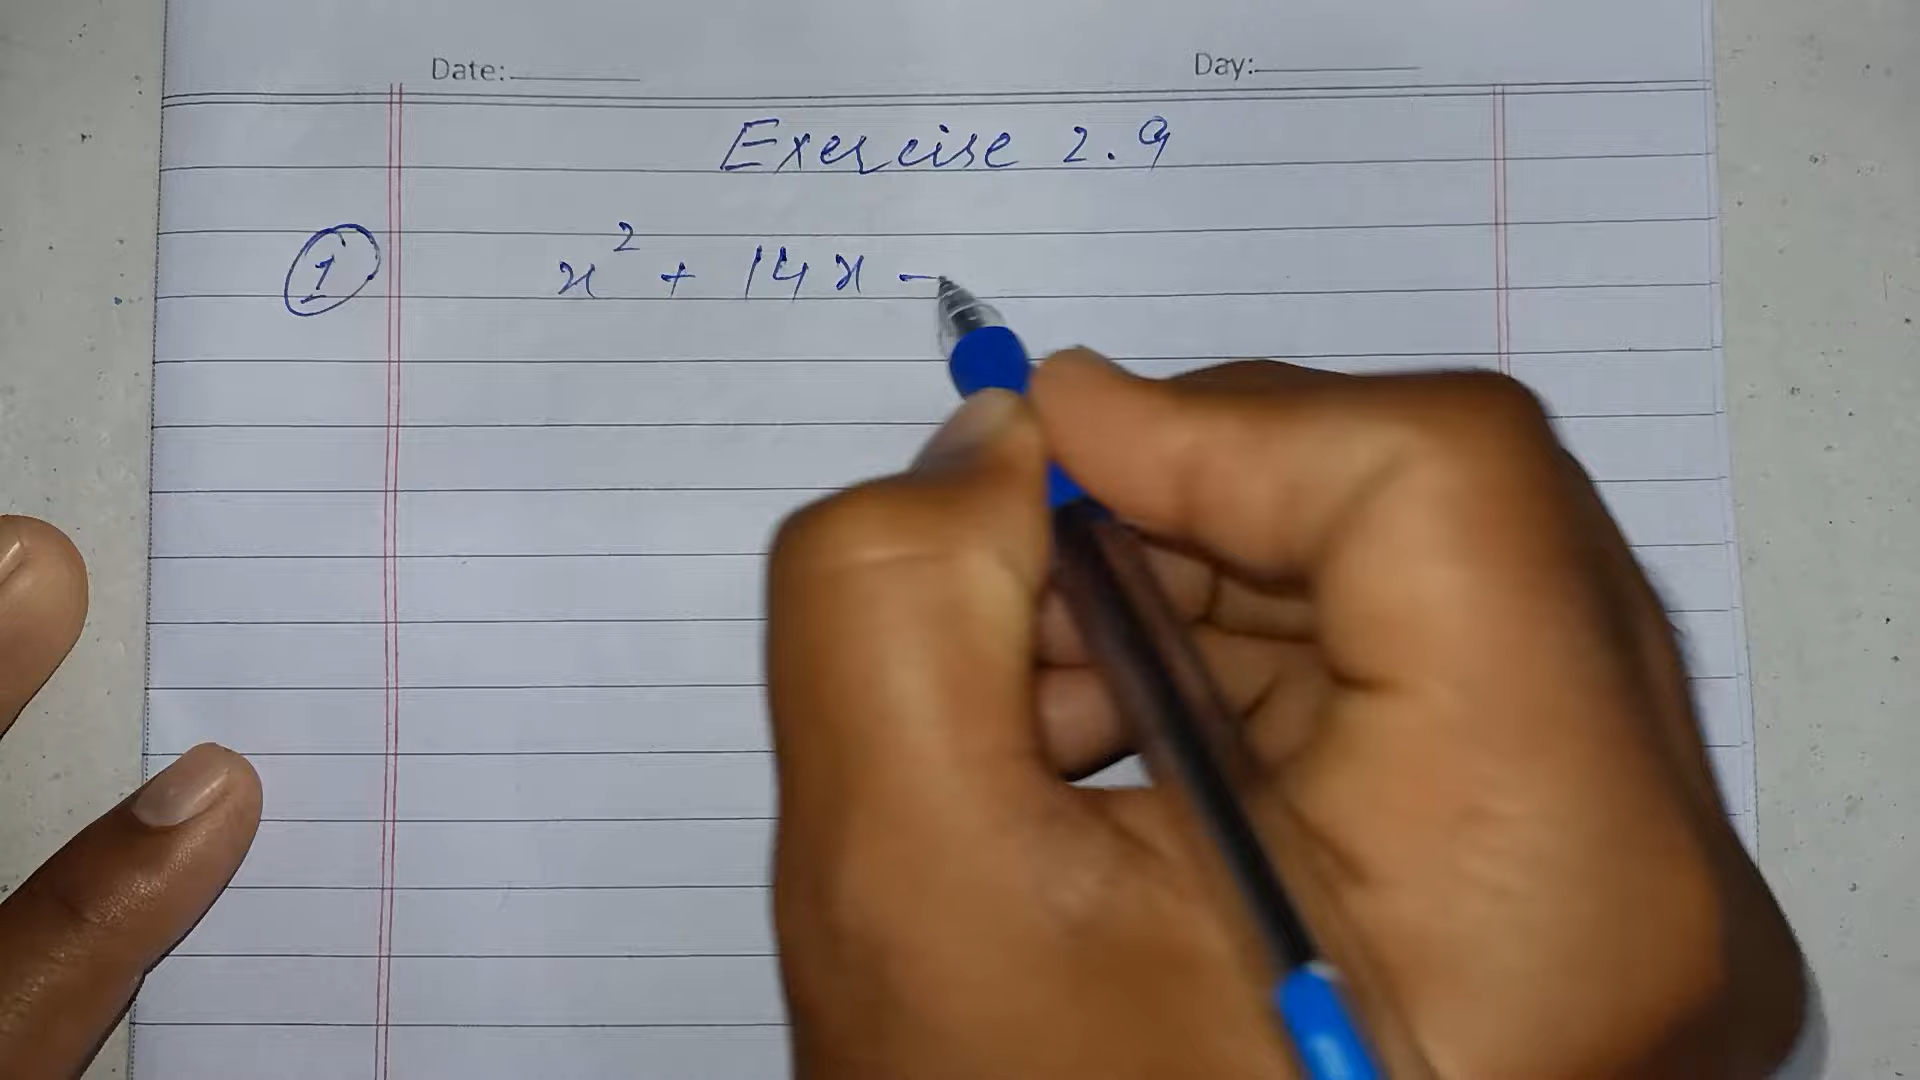 Date: Day:
Exercise 2.9
1 x² + 14x -